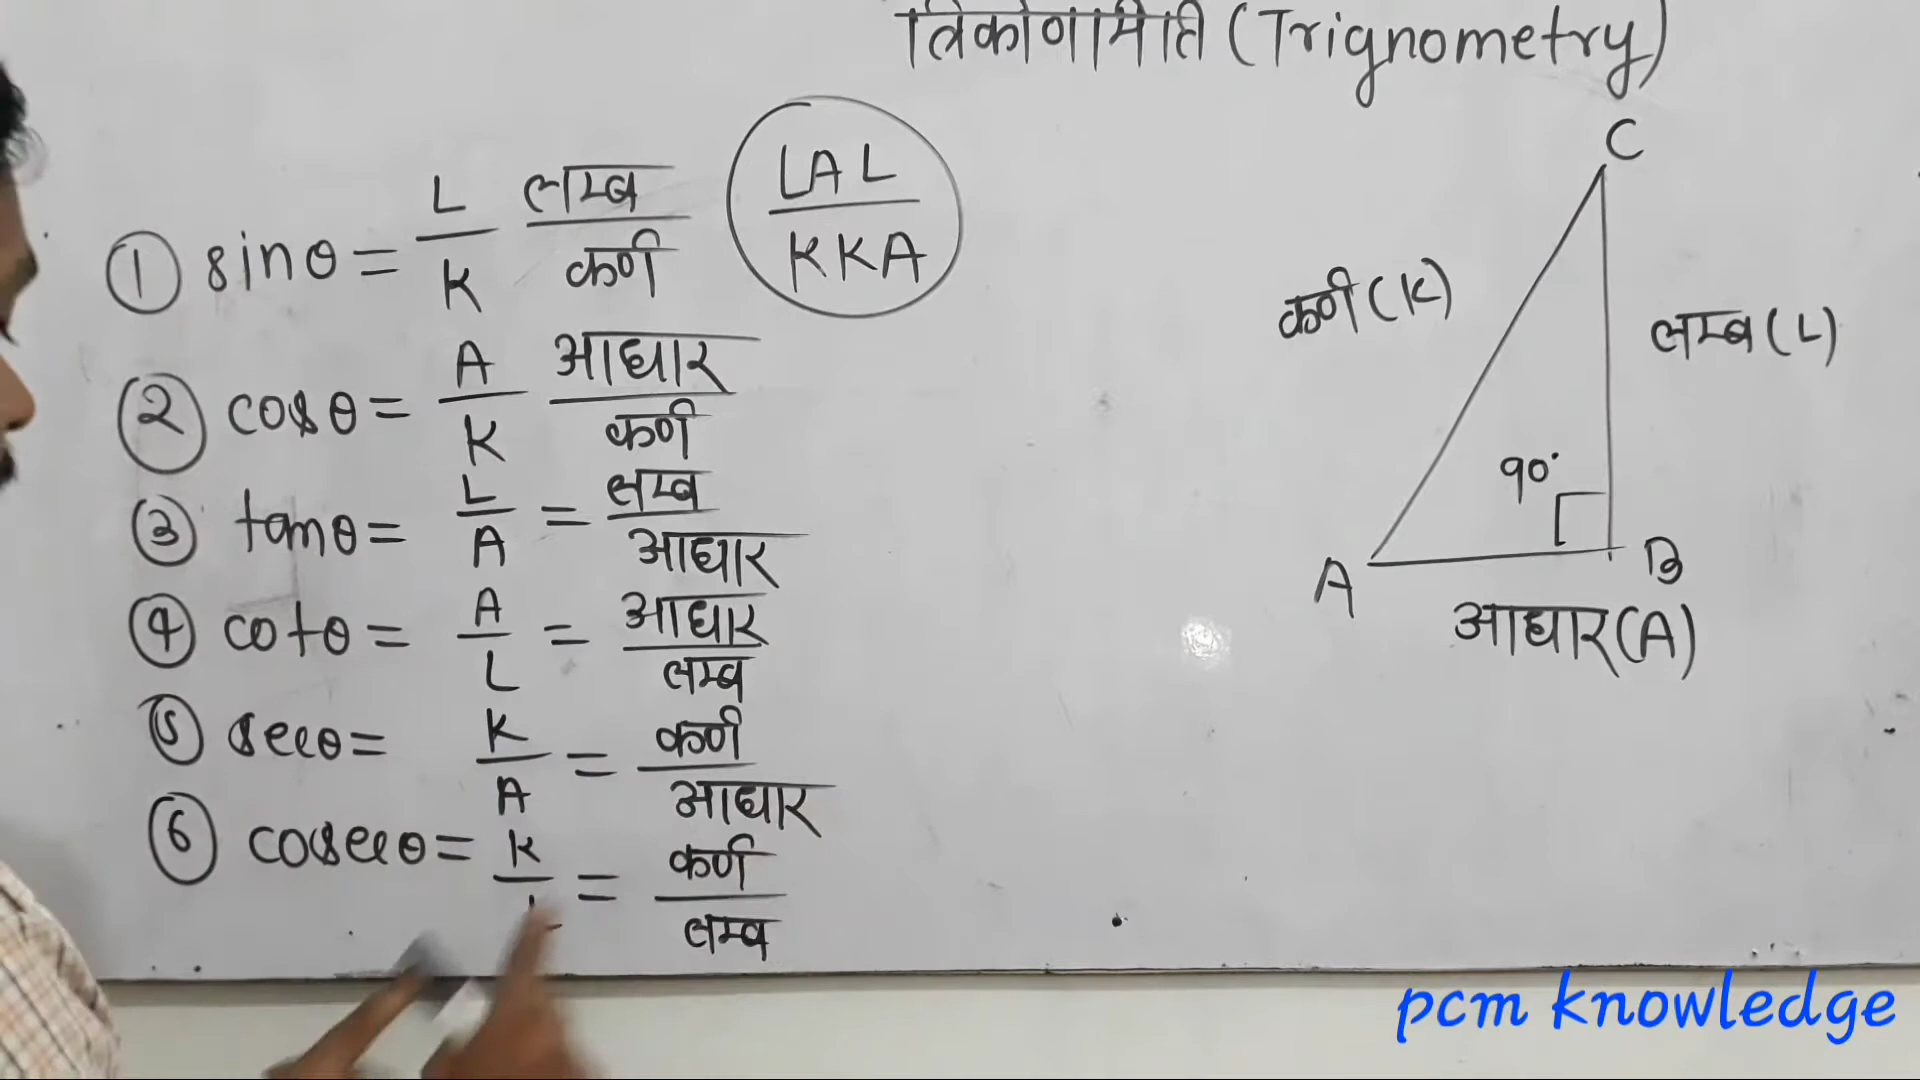 त्रिकोणमिति (Trignometry)
① sinθ = L/K लम्ब/कर्ण
LAL/KKA
② cosθ = A/K आधार/कर्ण
③ tanθ = L/A = लम्ब/आधार
④ cotθ = A/L = आधार/लम्ब
⑤ secθ = K/A = कर्ण/आधार
⑥ cosecθ = K/L = कर्ण/लम्ब
C
कर्ण (K)
लम्ब (L)
90°
A
B
आधार (A)
pcm knowledge